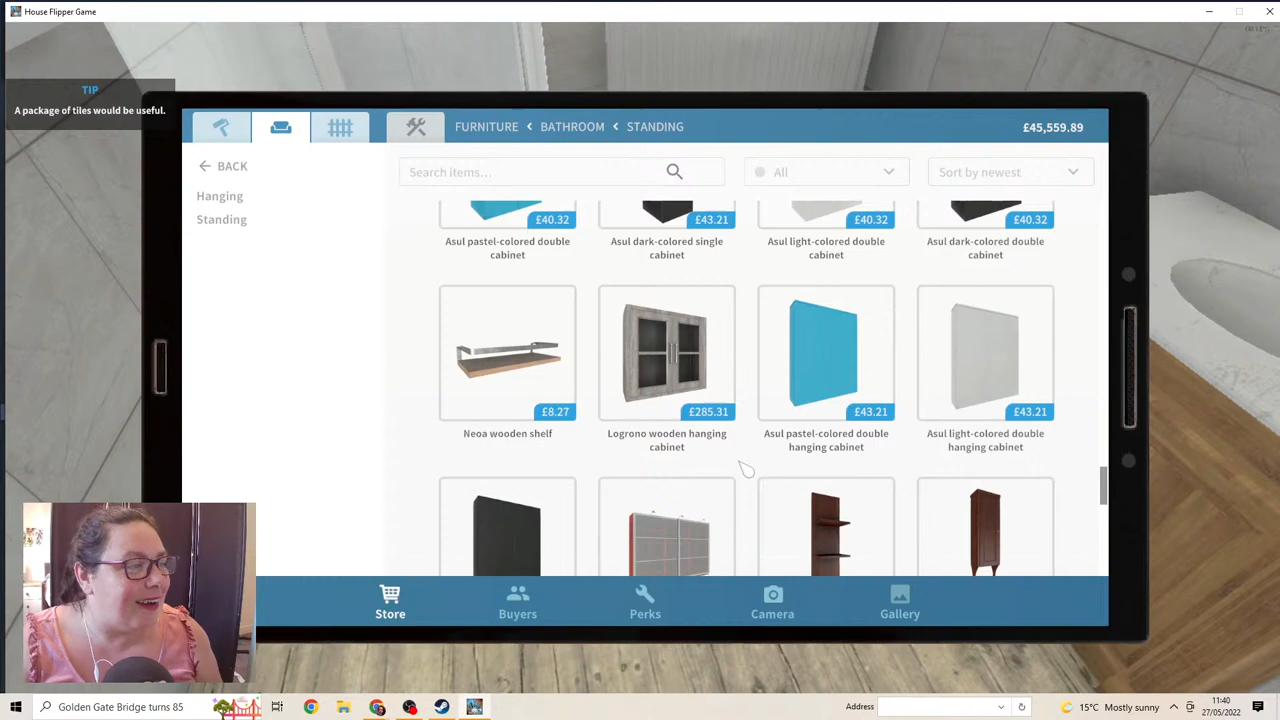 House Flipper Game
TIP
A package of tiles would be useful.
FURNITURE < BATHROOM < STANDING
£45,559.89
BACK
Hanging
Standing
Search items...
All
Sort by newest
£40.32
£43.21
£40.32
£40.32
Asul pastel-colored double
cabinet
Asul dark-colored single
cabinet
Asul light-colored double
cabinet
Asul dark-colored double
cabinet
£8.27
£285.31
£43.21
£43.21
Neoa wooden shelf
Logrono wooden hanging
cabinet
Asul pastel-colored double
hanging cabinet
Asul light-colored double
hanging cabinet
Store
Buyers
Perks
Camera
Gallery
Golden Gate Bridge turns 85
Address
15°C Mostly sunny
11:40
27/05/2022